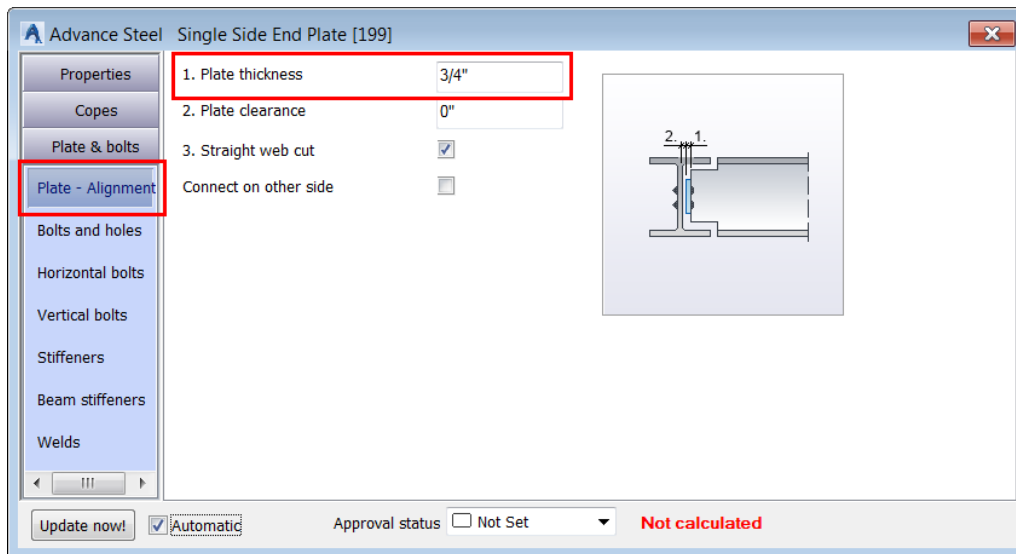 Advance Steel   Single Side End Plate [199]
Properties
Copes
Plate & bolts
Plate - Alignment
Bolts and holes
Horizontal bolts
Vertical bolts
Stiffeners
Beam stiffeners
Welds
1. Plate thickness 3/4"
2. Plate clearance 0"
3. Straight web cut
Connect on other side
2. 1.
Update now! Automatic Approval status Not Set Not calculated